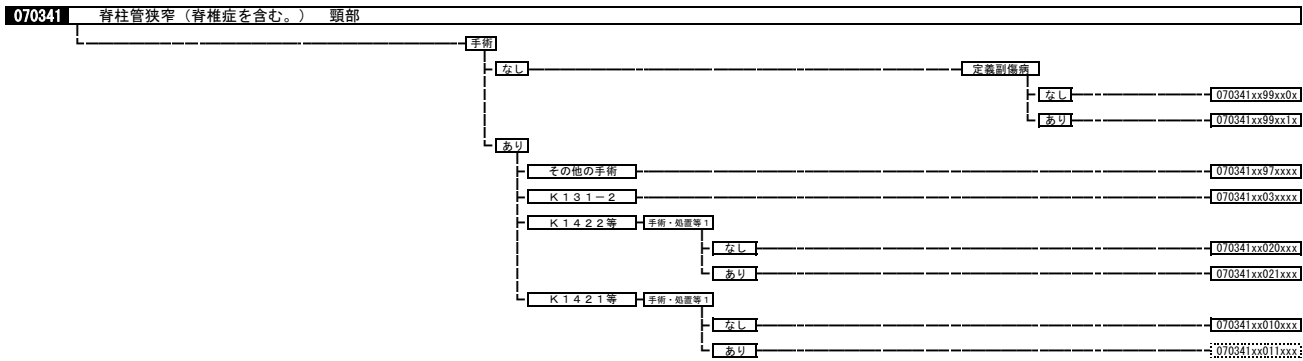 070341 脊柱管狭窄（脊椎症を含む。） 頸部
手術
なし 定義副傷病
なし 070341xx99xx0x
あり 070341xx99xx1x
あり
その他の手術 070341xx97xxxx
Ｋ１３１－２ 070341xx03xxxx
Ｋ１４２２等 手術・処置等１
なし 070341xx020xxx
あり 070341xx021xxx
Ｋ１４２１等 手術・処置等１
なし 070341xx010xxx
あり 070341xx011xxx